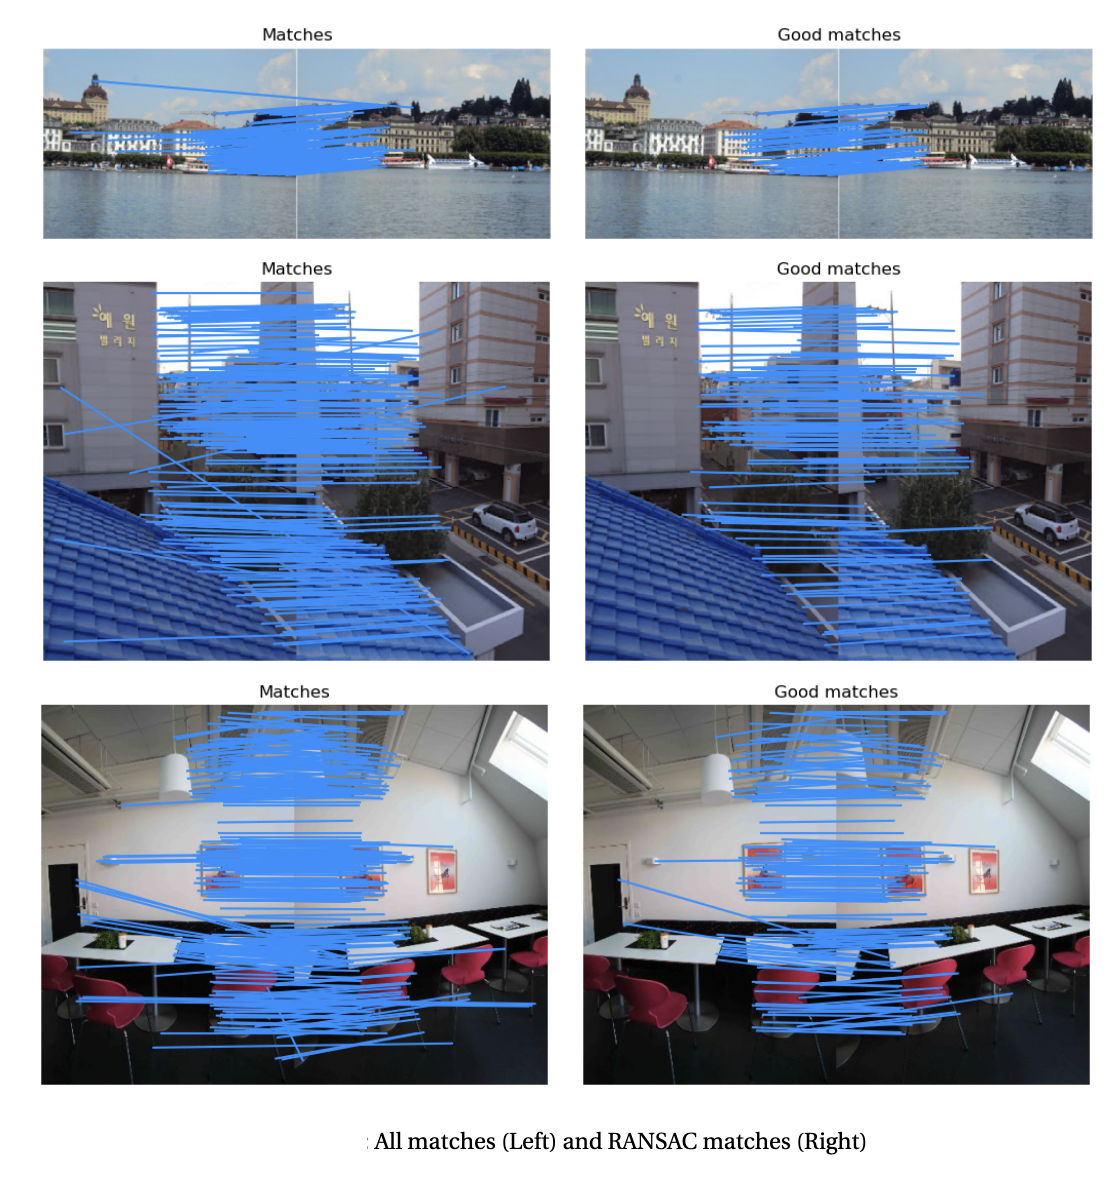 Matches Good matches
Matches Good matches
예원 예원
빌리지 빌리지
Matches Good matches
: All matches (Left) and RANSAC matches (Right)